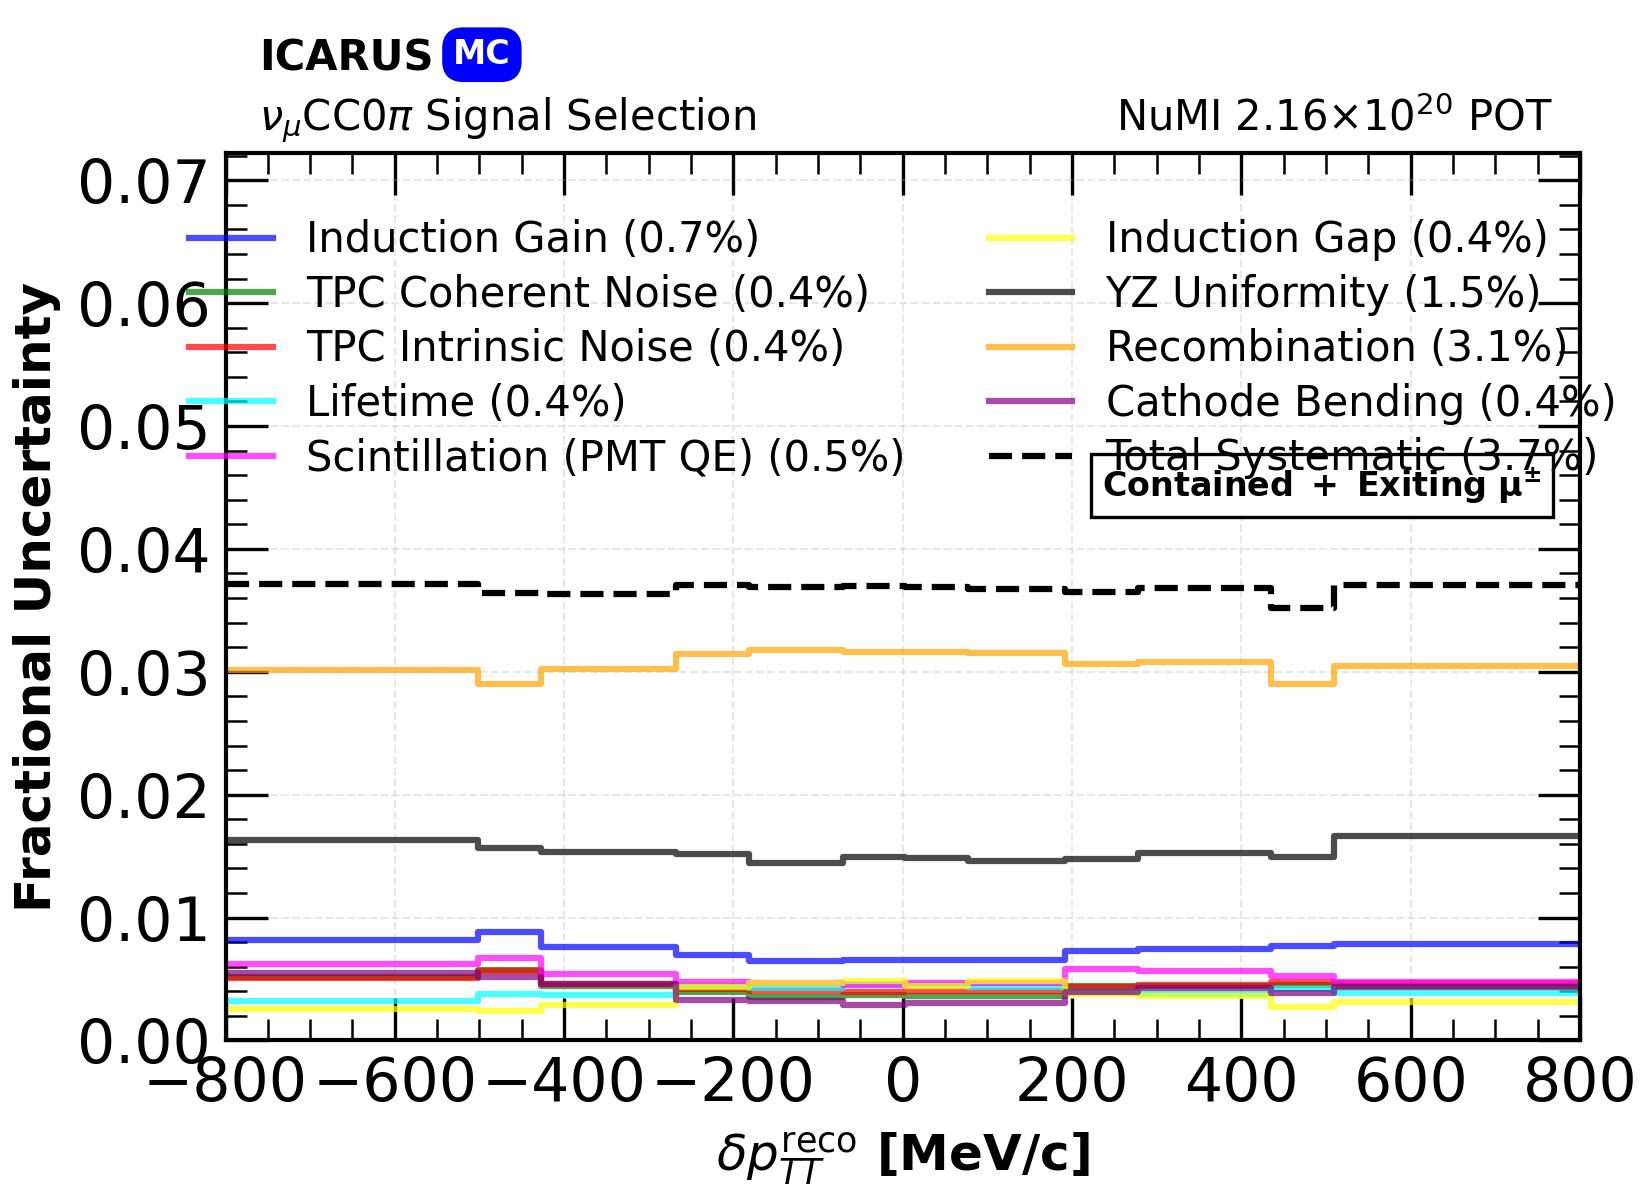 ICARUS MC
νμCC0π Signal Selection NuMI 2.16×10²⁰ POT
0.07
Induction Gain (0.7%) Induction Gap (0.4%)
0.06 TPC Coherent Noise (0.4%) YZ Uniformity (1.5%)
TPC Intrinsic Noise (0.4%) Recombination (3.1%)
Lifetime (0.4%) Cathode Bending (0.4%)
0.05
Scintillation (PMT QE) (0.5%) Total Systematic (3.7%)
Contained + Exiting μ±
0.04
0.03
0.02
0.01
0.00
Fractional Uncertainty
−800 −600 −400 −200 0 200 400 600 800
δp_TT^reco [MeV/c]